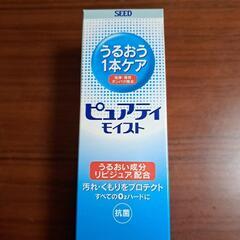 SEED
うるおう
1本ケア
ピュアティ
モイスト
うるおい成分
リピジュア配合
汚れ・くもりをプロテクト
すべてのO₂ハードに
抗菌